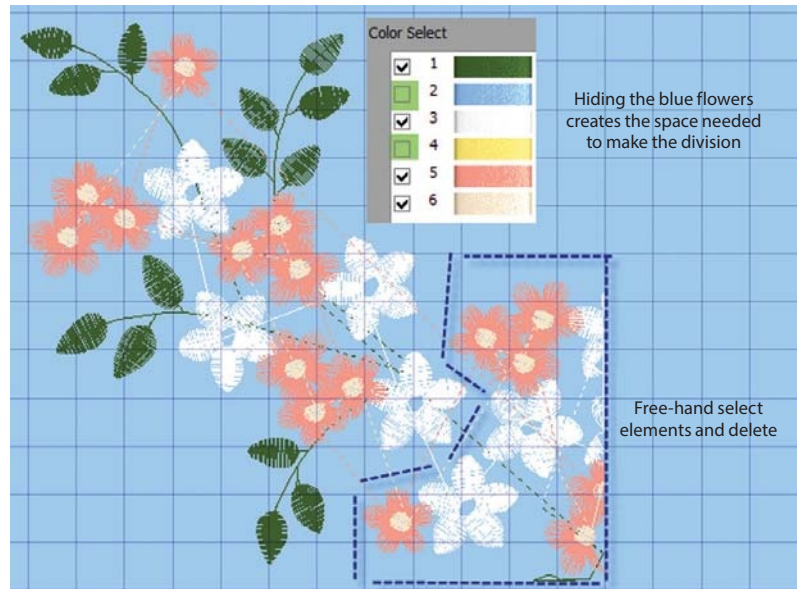 Color Select
1
2
3
4
5
6
Hiding the blue flowers
creates the space needed
to make the division
Free-hand select
elements and delete